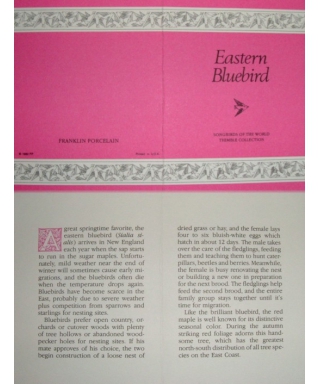 Eastern
Bluebird
SONGBIRDS OF THE WORLD
THIMBLE COLLECTION
FRANKLIN PORCELAIN
A great springtime favorite, the
eastern bluebird (Sialia si-
alis) arrives in New England
each year when the sap starts
to run in the sugar maples. Unfortu-
nately, mild weather near the end of
winter will sometimes cause early mi-
grations, and the bluebirds often die
when the temperature drops again.
Bluebirds have become scarce in the
East, probably due to severe weather
plus competition from sparrows and
starlings for nesting sites.
Bluebirds prefer open country, or-
chards or cutover woods with plenty
of tree hollows or abandoned wood-
pecker holes for nesting sites. If his
mate approves of his choice, the two
begin construction of a loose nest of
dried grass or hay, and the female lays
four to six bluish-white eggs which
hatch in about 12 days. The male takes
over the care of the fledglings, feeding
them and teaching them to hunt cater-
pillars, beetles and berries. Meanwhile,
the female is busy renovating the nest
or building a new one in preparation
for the next brood. The fledglings help
feed the second brood, and the entire
family group stays together until it's
time for migration.
Like the brilliant bluebird, the red
maple is well known for its distinctive
seasonal color. During the autumn
striking red foliage adorns this hand-
some tree, which has the greatest
north-south distribution of all tree spe-
cies on the East Coast.